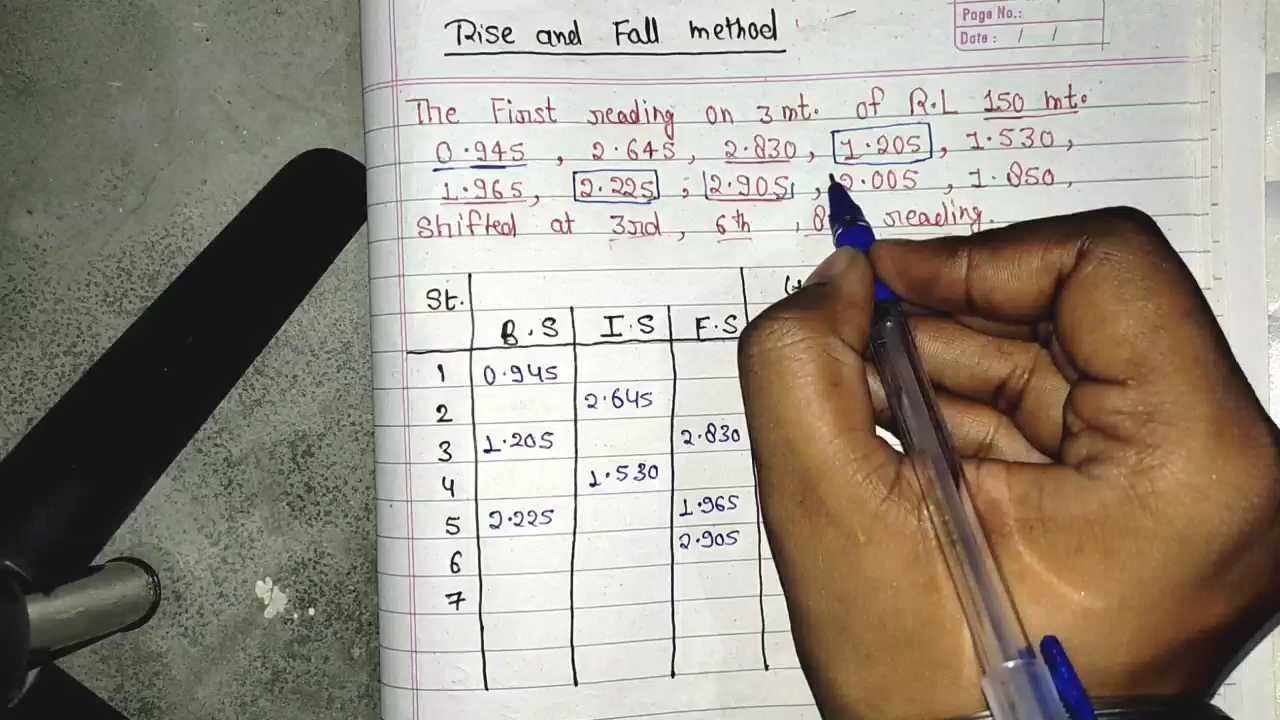 Page No.:
Date : / /
Rise and Fall method
The First reading on 3 mt. of R.L 150 mt.
0.945, 2.645, 2.830, 1.205, 1.530,
1.965, 2.225, 2.905, 2.005, 1.850,
Shifted at 3rd, 6th, reading.
St. B.S I.S F.S
1 0.945
2 2.645
3 1.205 2.830
4 1.530
5 2.225 1.965
6 2.905
7